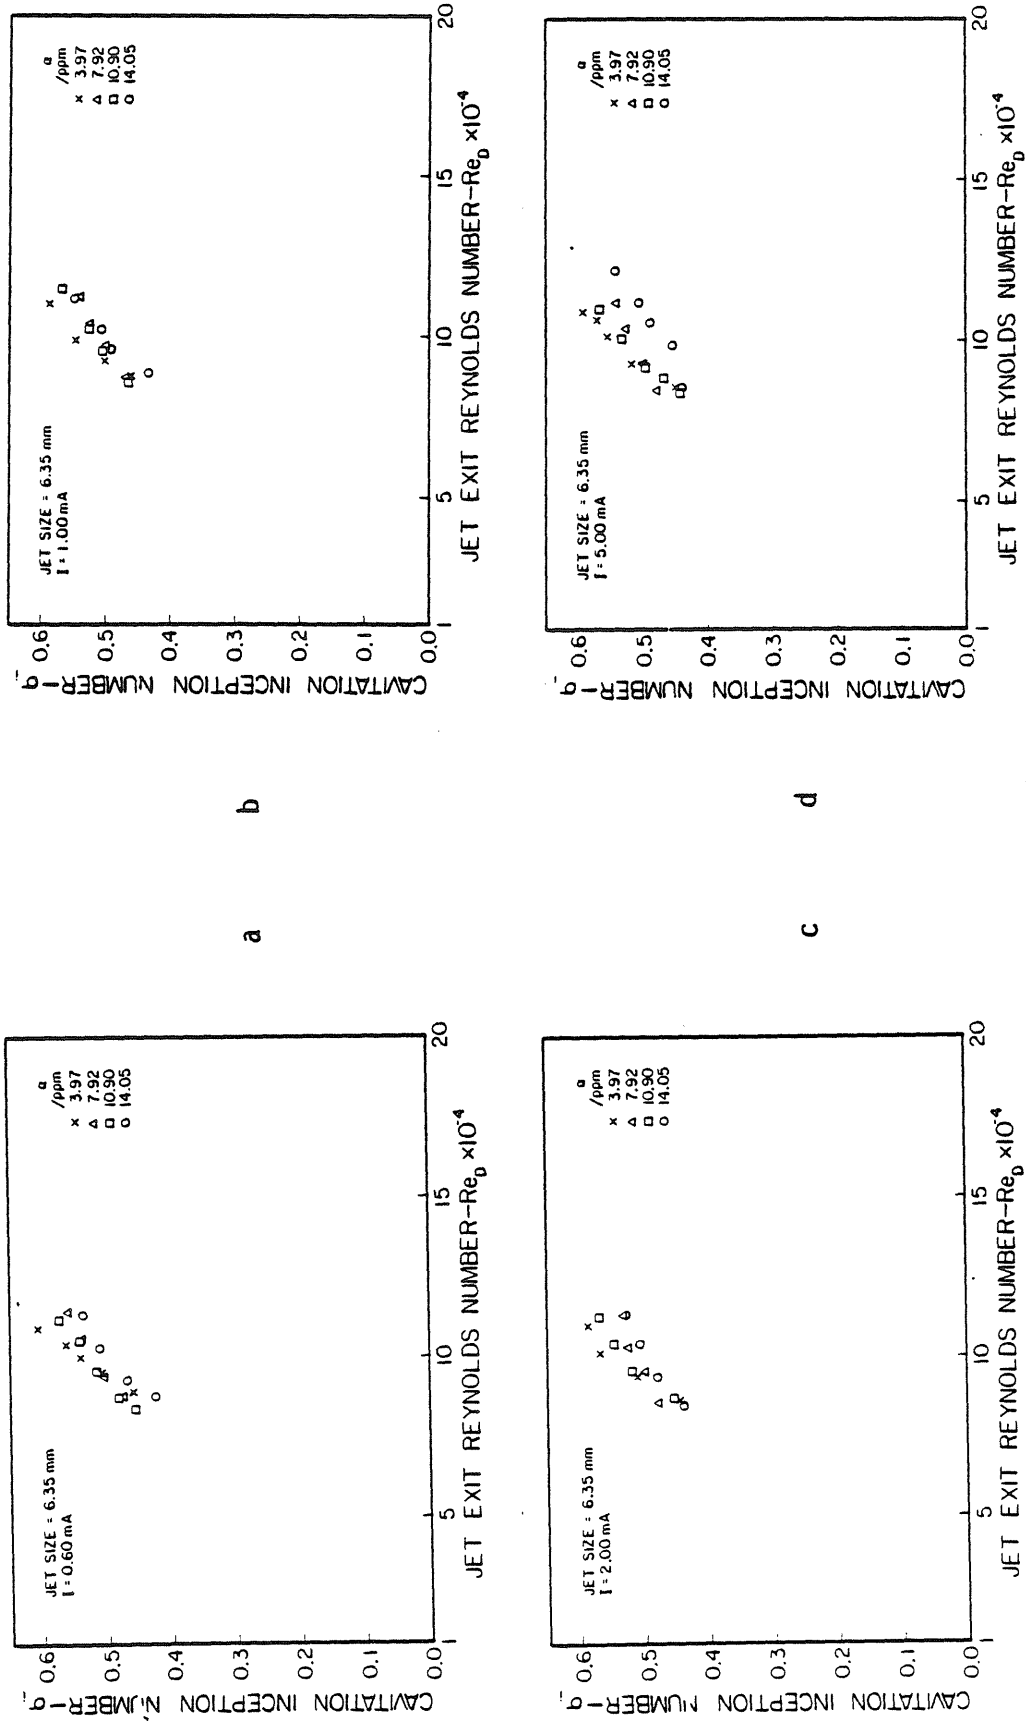 CAVITATION INCEPTION NUMBER-σi
0.6
0.5
0.4
0.3
0.2
0.1
0.0
JET SIZE = 6.35 mm
I = 0.60 mA
α
/ppm
x 3.97
△ 7.92
□ 10.90
○ 14.05
1
5
10
15
20
JET EXIT REYNOLDS NUMBER-ReD x10-4
a
CAVITATION INCEPTION NUMBER-σi
0.6
0.5
0.4
0.3
0.2
0.1
0.0
JET SIZE = 6.35 mm
I = 1.00 mA
α
/ppm
x 3.97
△ 7.92
□ 10.90
○ 14.05
1
5
10
15
20
JET EXIT REYNOLDS NUMBER-ReD x10-4
b
CAVITATION INCEPTION NUMBER-σi
0.6
0.5
0.4
0.3
0.2
0.1
0.0
JET SIZE = 6.35 mm
I = 2.00 mA
α
/ppm
x 3.97
△ 7.92
□ 10.90
○ 14.05
1
5
10
15
20
JET EXIT REYNOLDS NUMBER-ReD x10-4
c
CAVITATION INCEPTION NUMBER-σi
0.6
0.5
0.4
0.3
0.2
0.1
0.0
JET SIZE = 6.35 mm
I = 5.00 mA
α
/ppm
x 3.97
△ 7.92
□ 10.90
○ 14.05
1
5
10
15
20
JET EXIT REYNOLDS NUMBER-ReD x10-4
d